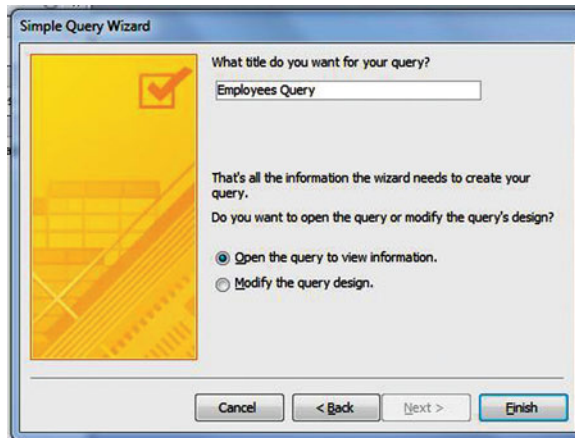 Simple Query Wizard
What title do you want for your query?
Employees Query
That's all the information the wizard needs to create your
query.
Do you want to open the query or modify the query's design?
Open the query to view information.
Modify the query design.
Cancel
< Back
Next >
Finish